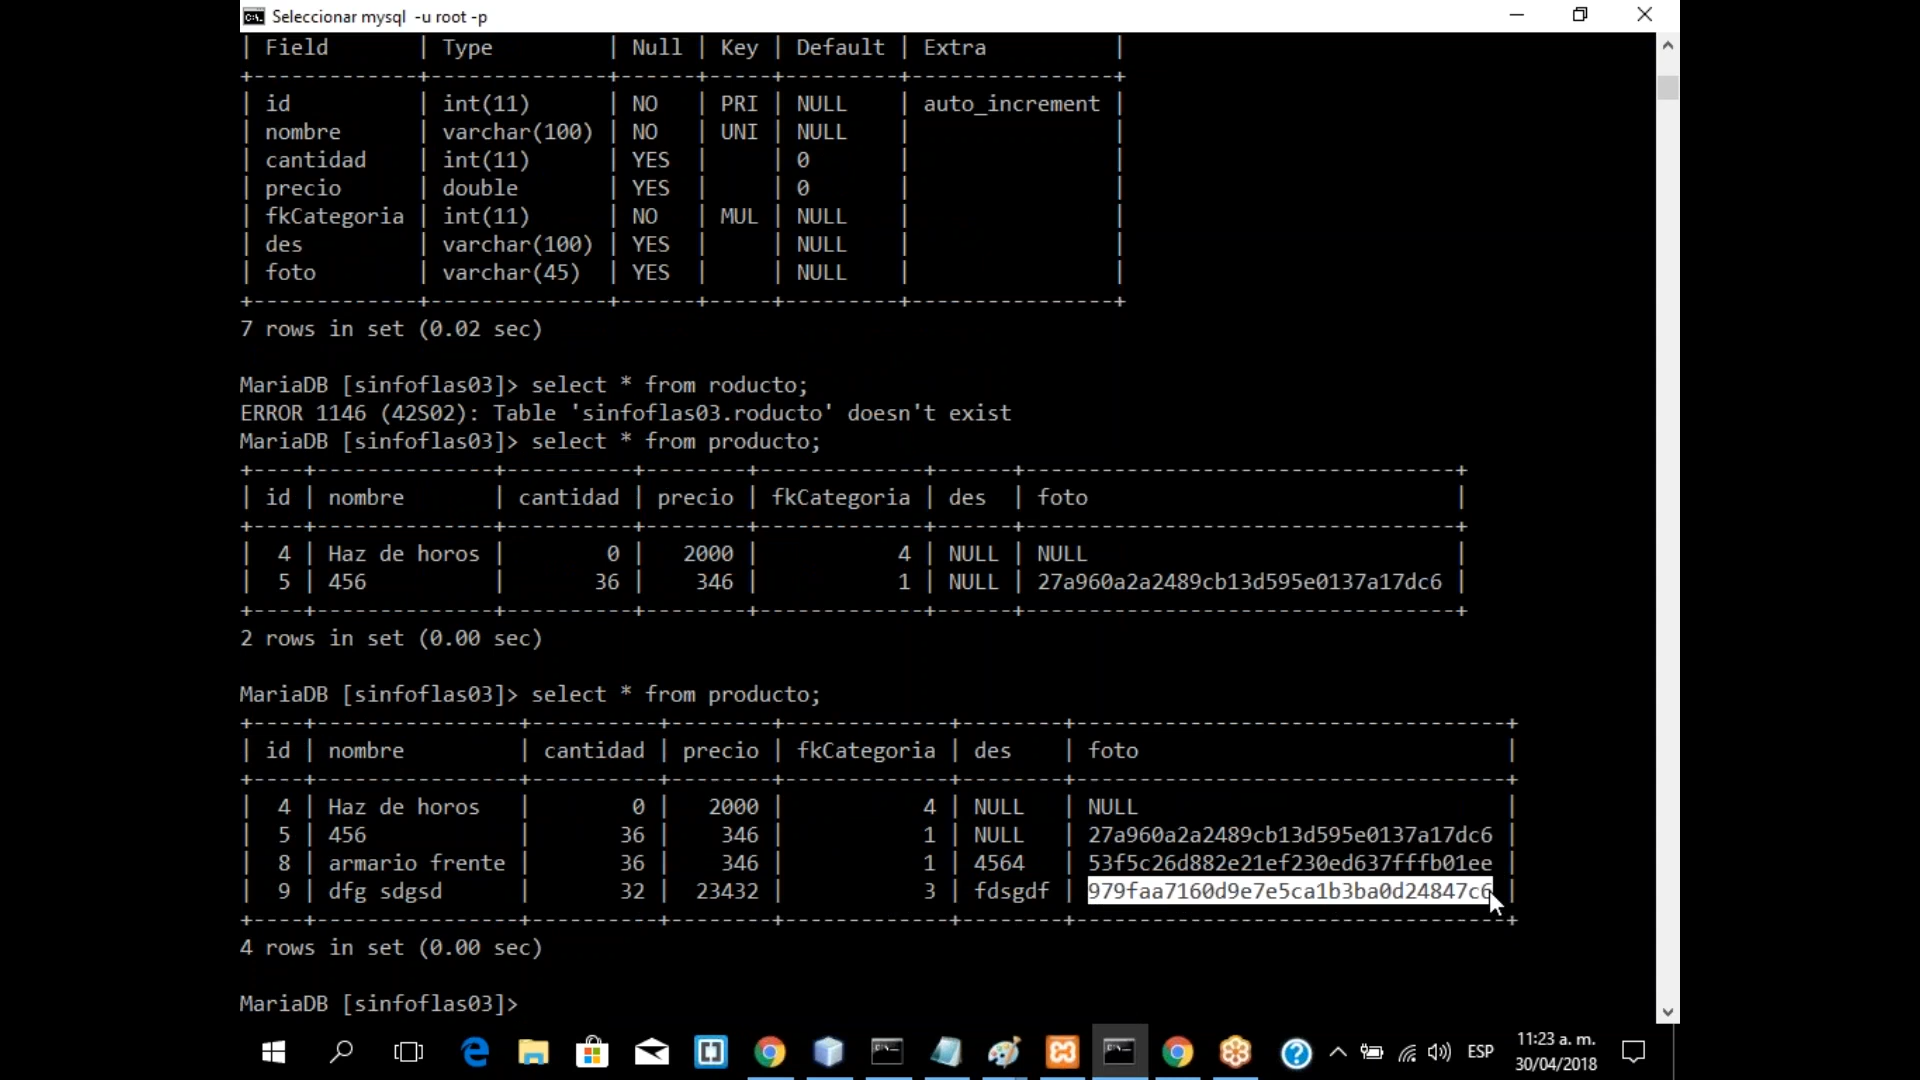 Seleccionar mysql -u root -p
| Field | Type | Null | Key | Default | Extra |
+-------------+--------------+------+-----+---------+----------------+
| id | int(11) | NO | PRI | NULL | auto_increment |
| nombre | varchar(100) | NO | UNI | NULL | |
| cantidad | int(11) | YES | | 0 | |
| precio | double | YES | | 0 | |
| fkCategoria | int(11) | NO | MUL | NULL | |
| des | varchar(100) | YES | | NULL | |
| foto | varchar(45) | YES | | NULL | |
+-------------+--------------+------+-----+---------+----------------+
7 rows in set (0.02 sec)
MariaDB [sinfoflas03]> select * from roducto;
ERROR 1146 (42S02): Table 'sinfoflas03.roducto' doesn't exist
MariaDB [sinfoflas03]> select * from producto;
+----+--------------+----------+--------+-------------+------+----------------------------------+
| id | nombre | cantidad | precio | fkCategoria | des | foto |
+----+--------------+----------+--------+-------------+------+----------------------------------+
| 4 | Haz de horos | 0 | 2000 | 4 | NULL | NULL |
| 5 | 456 | 36 | 346 | 1 | NULL | 27a960a2a2489cb13d595e0137a17dc6 |
+----+--------------+----------+--------+-------------+------+----------------------------------+
2 rows in set (0.00 sec)
MariaDB [sinfoflas03]> select * from producto;
+----+----------------+----------+--------+-------------+--------+----------------------------------+
| id | nombre | cantidad | precio | fkCategoria | des | foto |
+----+----------------+----------+--------+-------------+--------+----------------------------------+
| 4 | Haz de horos | 0 | 2000 | 4 | NULL | NULL |
| 5 | 456 | 36 | 346 | 1 | NULL | 27a960a2a2489cb13d595e0137a17dc6 |
| 8 | armario frente | 36 | 346 | 1 | 4564 | 53f5c26d882e21ef230ed637fffb01ee |
| 9 | dfg sdgsd | 32 | 23432 | 3 | fdsgdf | 979faa7160d9e7e5ca1b3ba0d24847c6 |
+----+----------------+----------+--------+-------------+--------+----------------------------------+
4 rows in set (0.00 sec)
MariaDB [sinfoflas03]>
ESP
11:23 a. m.
30/04/2018